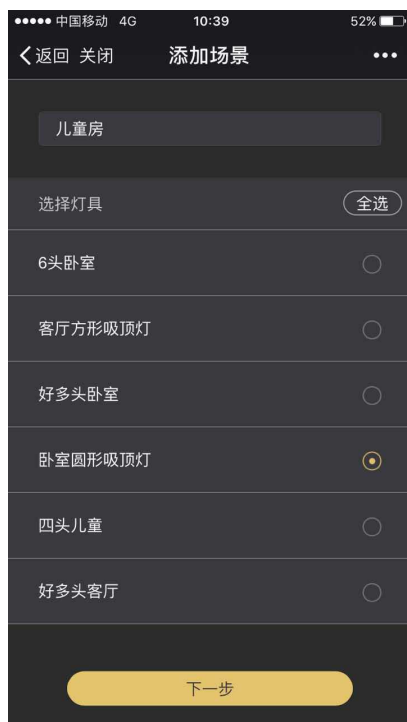 中国移动 4G 10:39 52%
返回 关闭 添加场景
儿童房
选择灯具 全选
6头卧室
客厅方形吸顶灯
好多头卧室
卧室圆形吸顶灯
四头儿童
好多头客厅
下一步